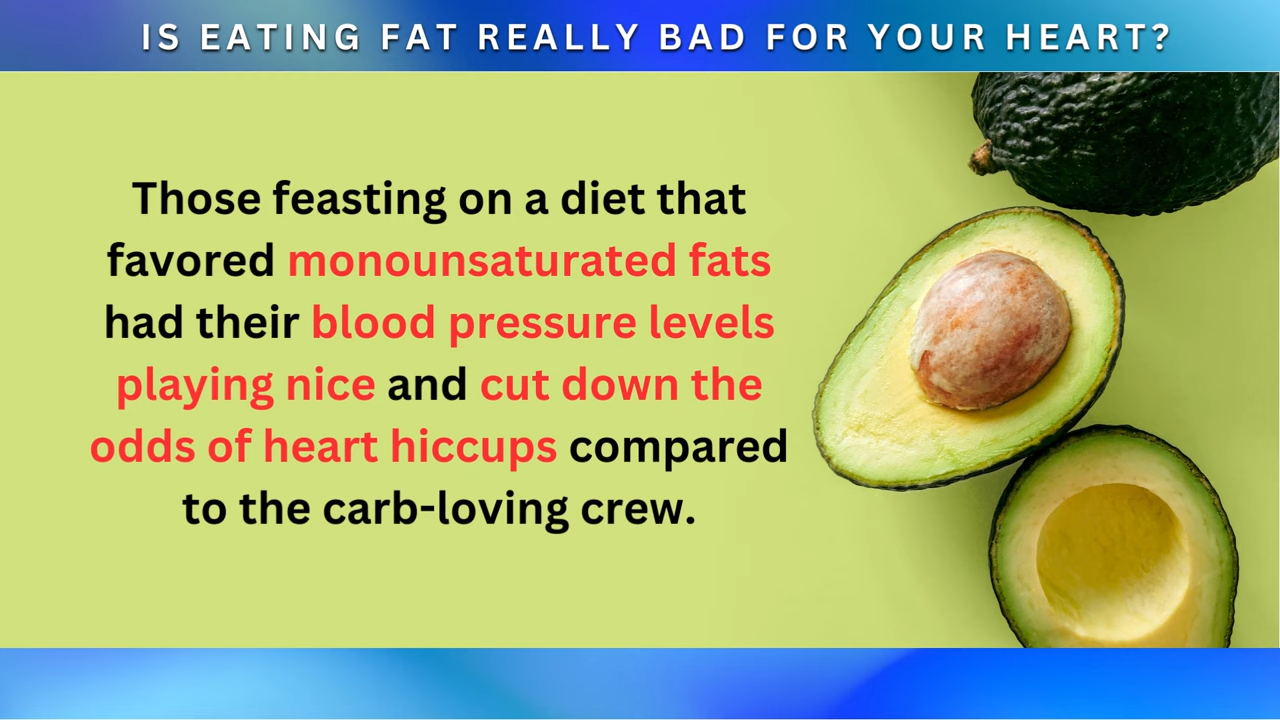 IS EATING FAT REALLY BAD FOR YOUR HEART?
Those feasting on a diet that
favored monounsaturated fats
had their blood pressure levels
playing nice and cut down the
odds of heart hiccups compared
to the carb-loving crew.